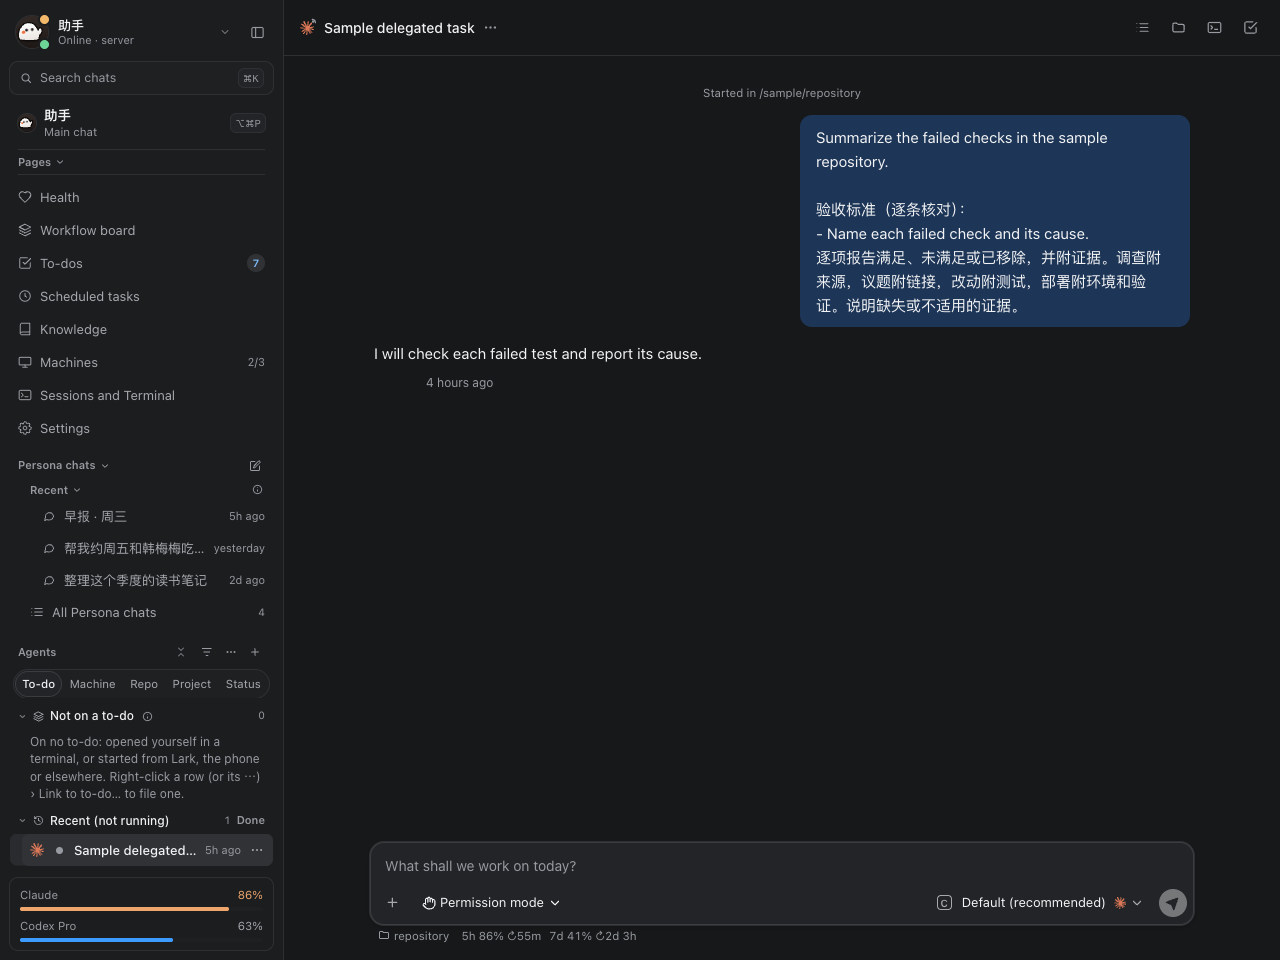 助手
Online · server
Search chats
⌘K
助手
Main chat
⌥⌘P
Pages
Health
Workflow board
To-dos
7
Scheduled tasks
Knowledge
Machines
2/3
Sessions and Terminal
Settings
Persona chats
Recent
早报 · 周三
5h ago
帮我约周五和韩梅梅吃...
yesterday
整理这个季度的读书笔记
2d ago
All Persona chats
4
Agents
To-do
Machine
Repo
Project
Status
Not on a to-do
0
On no to-do: opened yourself in a
terminal, or started from Lark, the phone
or elsewhere. Right-click a row (or its ···)
› Link to to-do... to file one.
Recent (not running)
1 Done
Sample delegated...
5h ago
Claude
86%
Codex Pro
63%
Sample delegated task
Started in /sample/repository
Summarize the failed checks in the sample
repository.
验收标准（逐条核对）：
- Name each failed check and its cause.
逐项报告满足、未满足或已移除，并附证据。调查附
来源，议题附链接，改动附测试，部署附环境和验
证。说明缺失或不适用的证据。
I will check each failed test and report its cause.
4 hours ago
What shall we work on today?
Permission mode
C
Default (recommended)
repository
5h 86% ↻55m
7d 41% ↻2d 3h